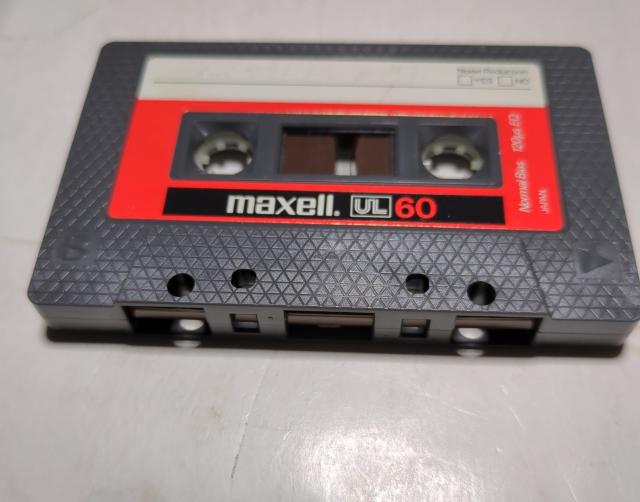 Noise Reduction
YES NO
maxell. UL 60
Normal Bias 120μs EQ
JAPAN